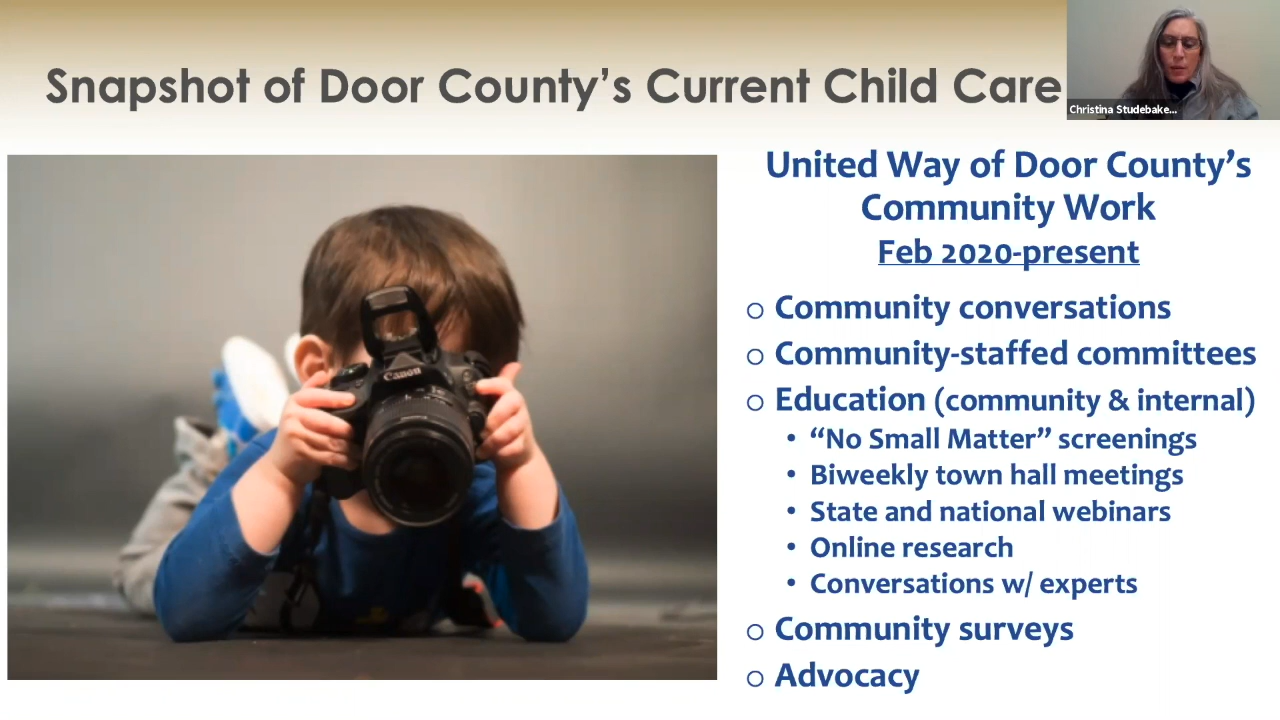 Snapshot of Door County’s Current Child Care
Christina Studebake...
United Way of Door County’s
Community Work
Feb 2020-present
Community conversations
Community-staffed committees
Education (community & internal)
“No Small Matter” screenings
Biweekly town hall meetings
State and national webinars
Online research
Conversations w/ experts
Community surveys
Advocacy
Canon